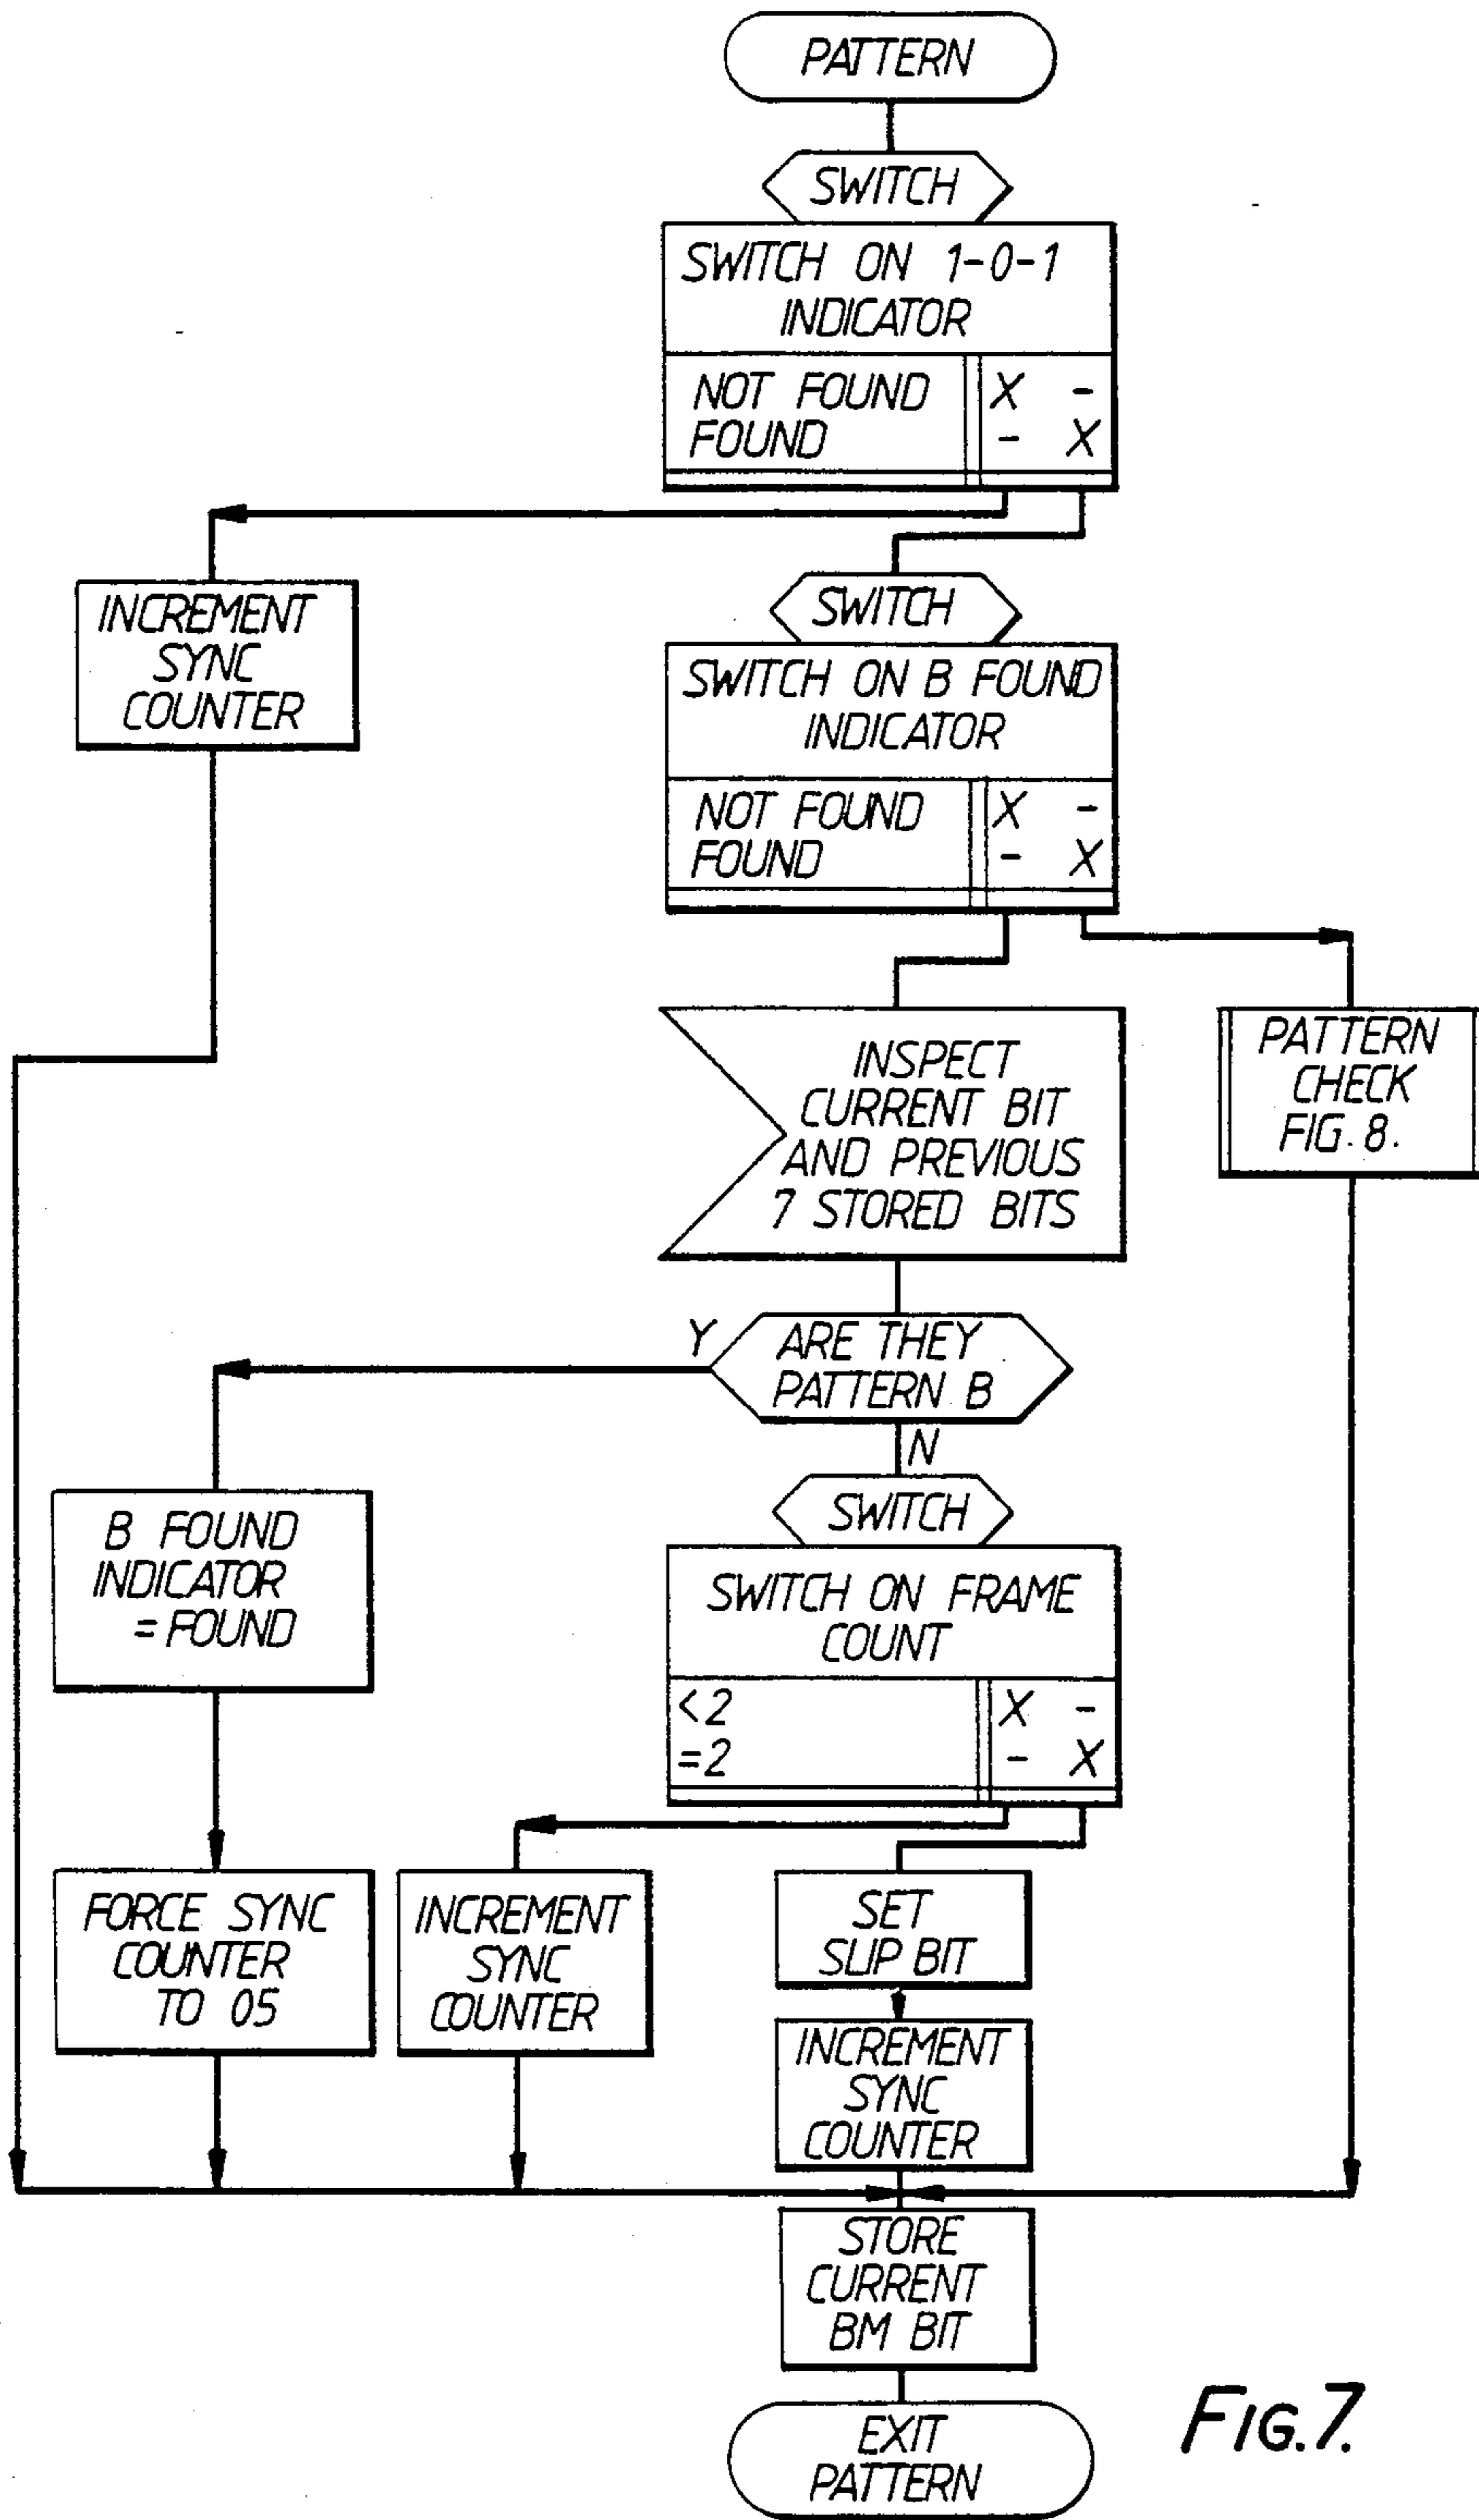 PATTERN
SWITCH
SWITCH ON 1-0-1
INDICATOR
NOT FOUND X -
FOUND - X
INCREMENT
SYNC
COUNTER
SWITCH
SWITCH ON B FOUND
INDICATOR
NOT FOUND X -
FOUND - X
INSPECT
CURRENT BIT
AND PREVIOUS
7 STORED BITS
PATTERN
CHECK
FIG. 8.
Y
ARE THEY
PATTERN B
N
SWITCH
SWITCH ON FRAME
COUNT
<2 X -
=2 - X
B FOUND
INDICATOR
= FOUND
FORCE SYNC
COUNTER
TO 05
INCREMENT
SYNC
COUNTER
SET
SLIP BIT
INCREMENT
SYNC
COUNTER
STORE
CURRENT
BM BIT
EXIT
PATTERN
FIG. 7.